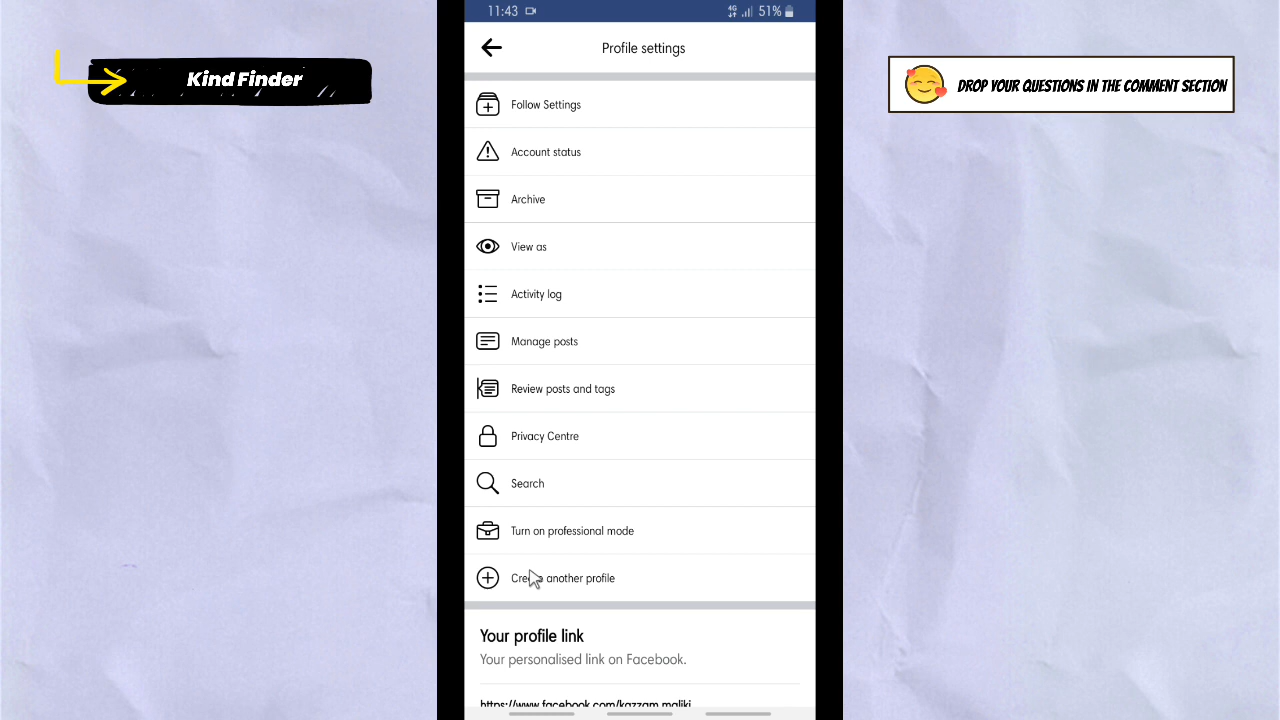 11:43
4G 51%
Kind Finder
Profile settings
DROP YOUR QUESTIONS IN THE COMMENT SECTION
Follow Settings
Account status
Archive
View as
Activity log
Manage posts
Review posts and tags
Privacy Centre
Search
Turn on professional mode
Create another profile
Your profile link
Your personalised link on Facebook.
https://www.facebook.com/kazzam.maliki